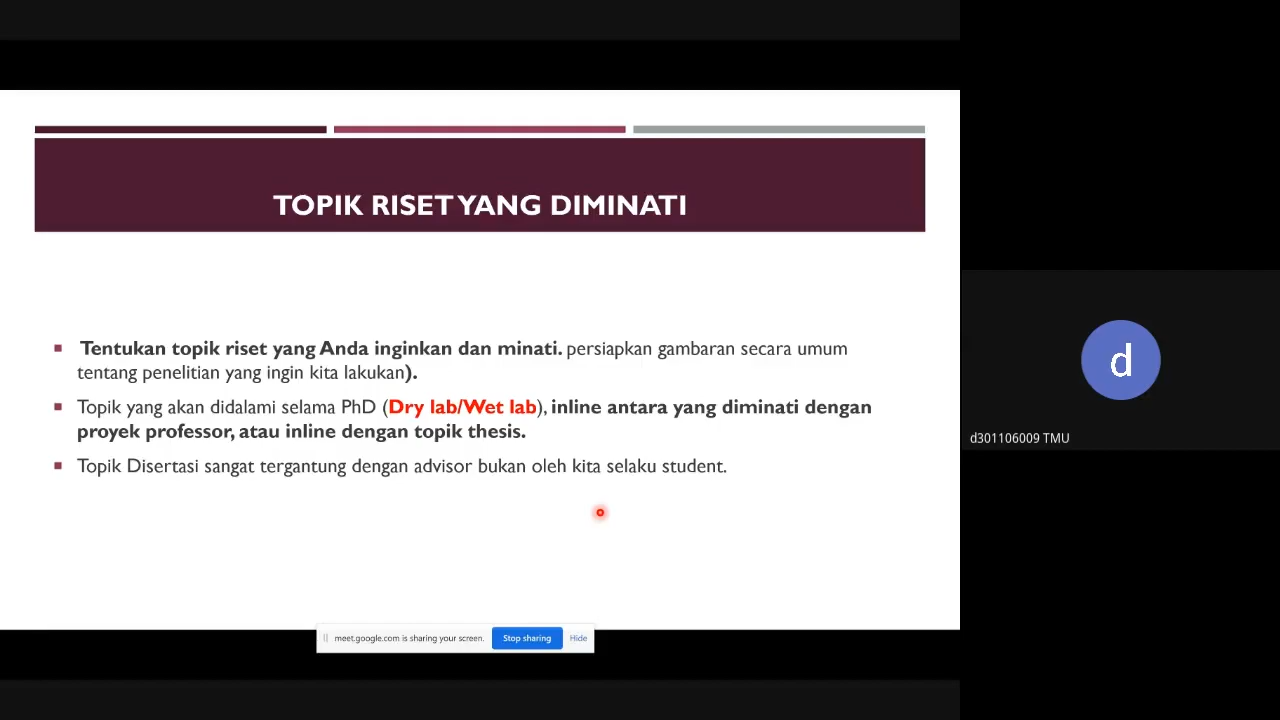 TOPIK RISET YANG DIMINATI
Tentukan topik riset yang Anda inginkan dan minati. persiapkan gambaran secara umum
tentang penelitian yang ingin kita lakukan).
Topik yang akan didalami selama PhD (Dry lab/Wet lab), inline antara yang diminati dengan
proyek professor, atau inline dengan topik thesis.
Topik Disertasi sangat tergantung dengan advisor bukan oleh kita selaku student.
d
d301106009 TMU
meet.google.com is sharing your screen. Stop sharing Hide